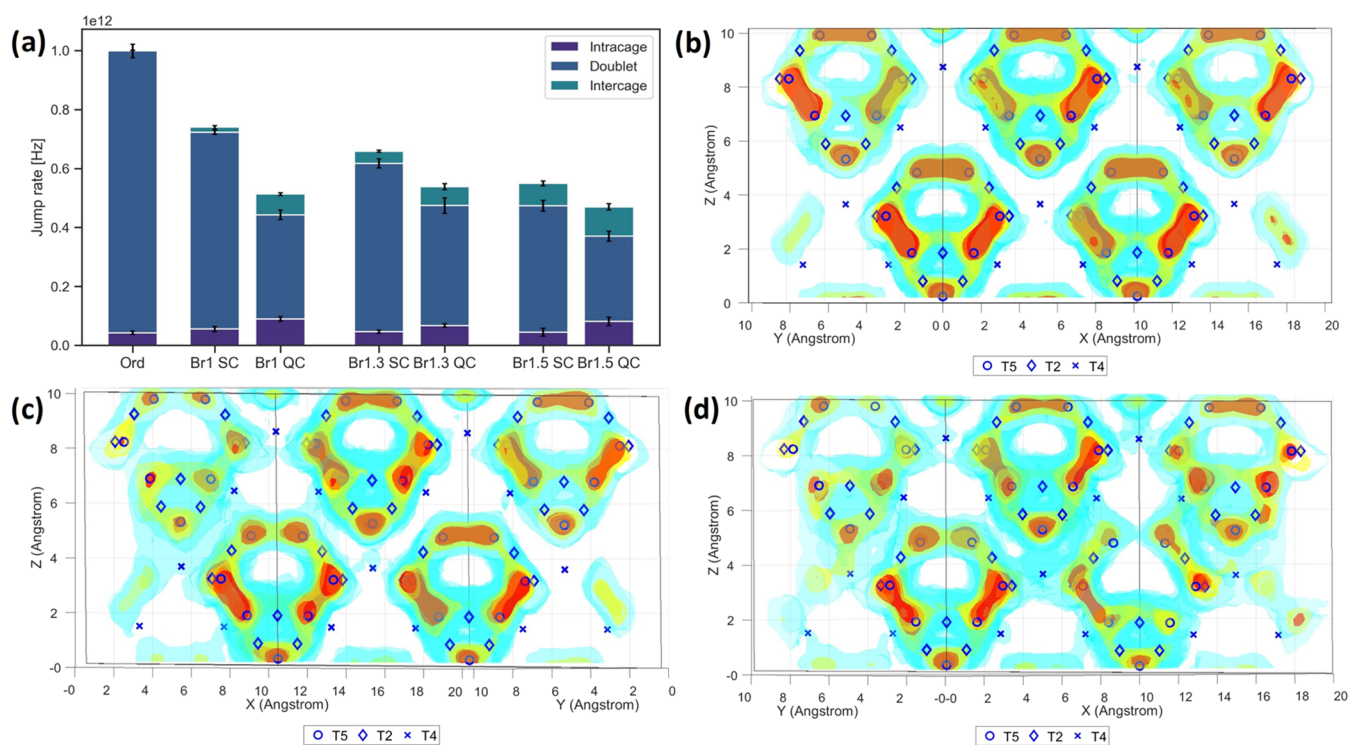 (a)
1e12
Jump rate [Hz]
1.0
0.8
0.6
0.4
0.2
0.0
Intracage
Doublet
Intercage
Ord
Br1 SC
Br1 QC
Br1.3 SC
Br1.3 QC
Br1.5 SC
Br1.5 QC
(b)
Z (Angstrom)
10
8
6
4
2
0
10 8 6 4 2 0 0 2 4 6 8 10 12 14 16 18 20
Y (Angstrom) X (Angstrom)
T5 T2 T4
(c)
Z (Angstrom)
10
8
6
4
2
-0
-0 2 4 6 8 10 12 14 16 18 20 10 8 6 4 2 0
X (Angstrom) Y (Angstrom)
T5 T2 T4
(d)
Z (Angstrom)
10
8
6
4
2
-0
10 8 6 4 2 -0-0 2 4 6 8 10 12 14 16 18 20
Y (Angstrom) X (Angstrom)
T5 T2 T4